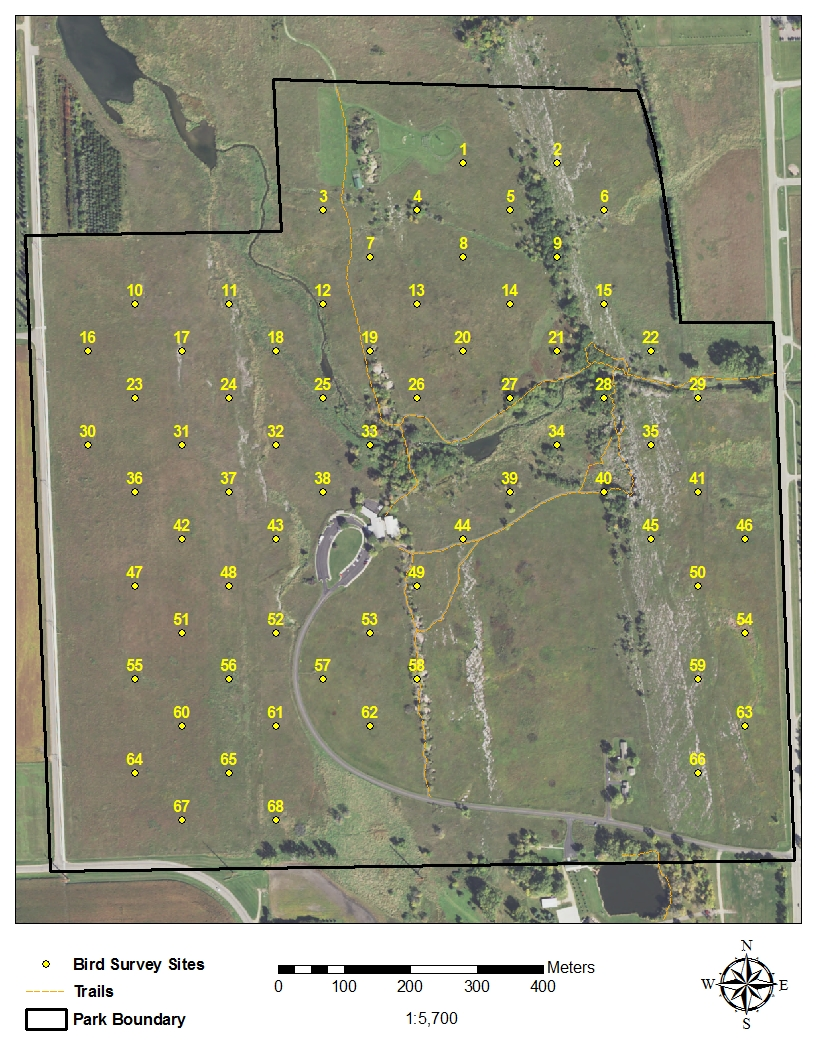 1 2
3 4 5 6
7 8 9
10 11 12 13 14 15
16 17 18 19 20 21 22
23 24 25 26 27 28 29
30 31 32 33 34 35
36 37 38 39 40 41
42 43 44 45 46
47 48 49 50
51 52 53 54
55 56 57 58 59
60 61 62 63
64 65 66
67 68
Bird Survey Sites
Trails
Park Boundary
Meters
0 100 200 300 400
1:5,700
N
W E
S